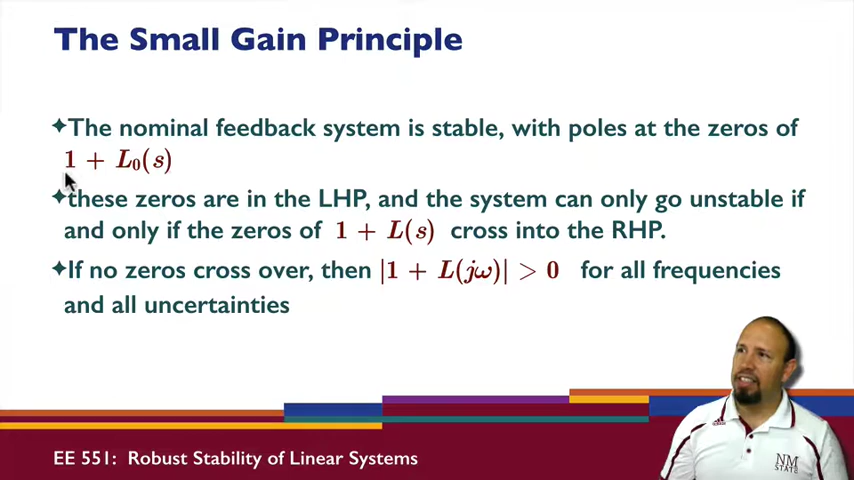 The Small Gain Principle
✦The nominal feedback system is stable, with poles at the zeros of
1 + L₀(s)
✦these zeros are in the LHP, and the system can only go unstable if
and only if the zeros of 1 + L(s) cross into the RHP.
✦If no zeros cross over, then |1 + L(jω)| > 0 for all frequencies
and all uncertainties
EE 551: Robust Stability of Linear Systems
NM
STATE